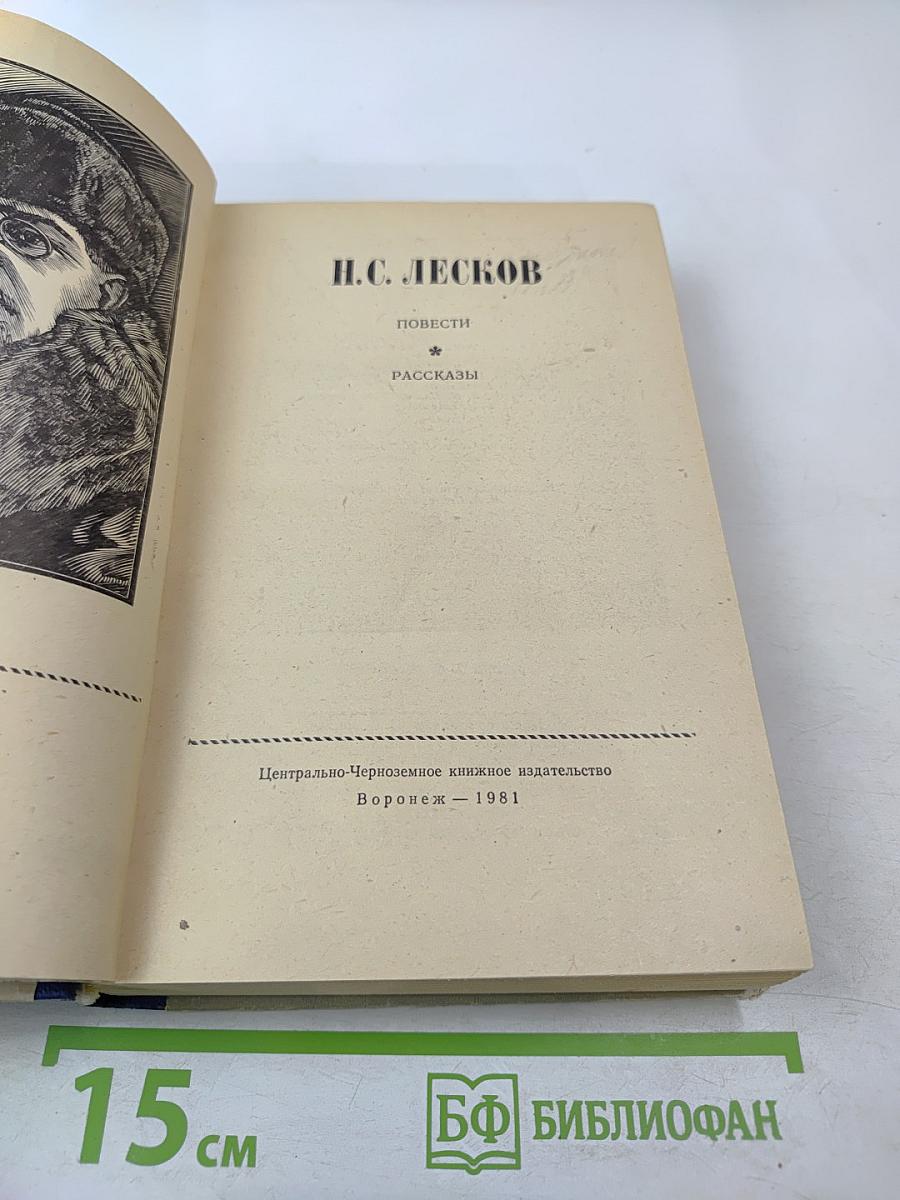 Н.С. ЛЕСКОВ
ПОВЕСТИ
*
РАССКАЗЫ
Центрально-Черноземное книжное издательство
Воронеж — 1981
15 см
БФ БИБЛИОФАН